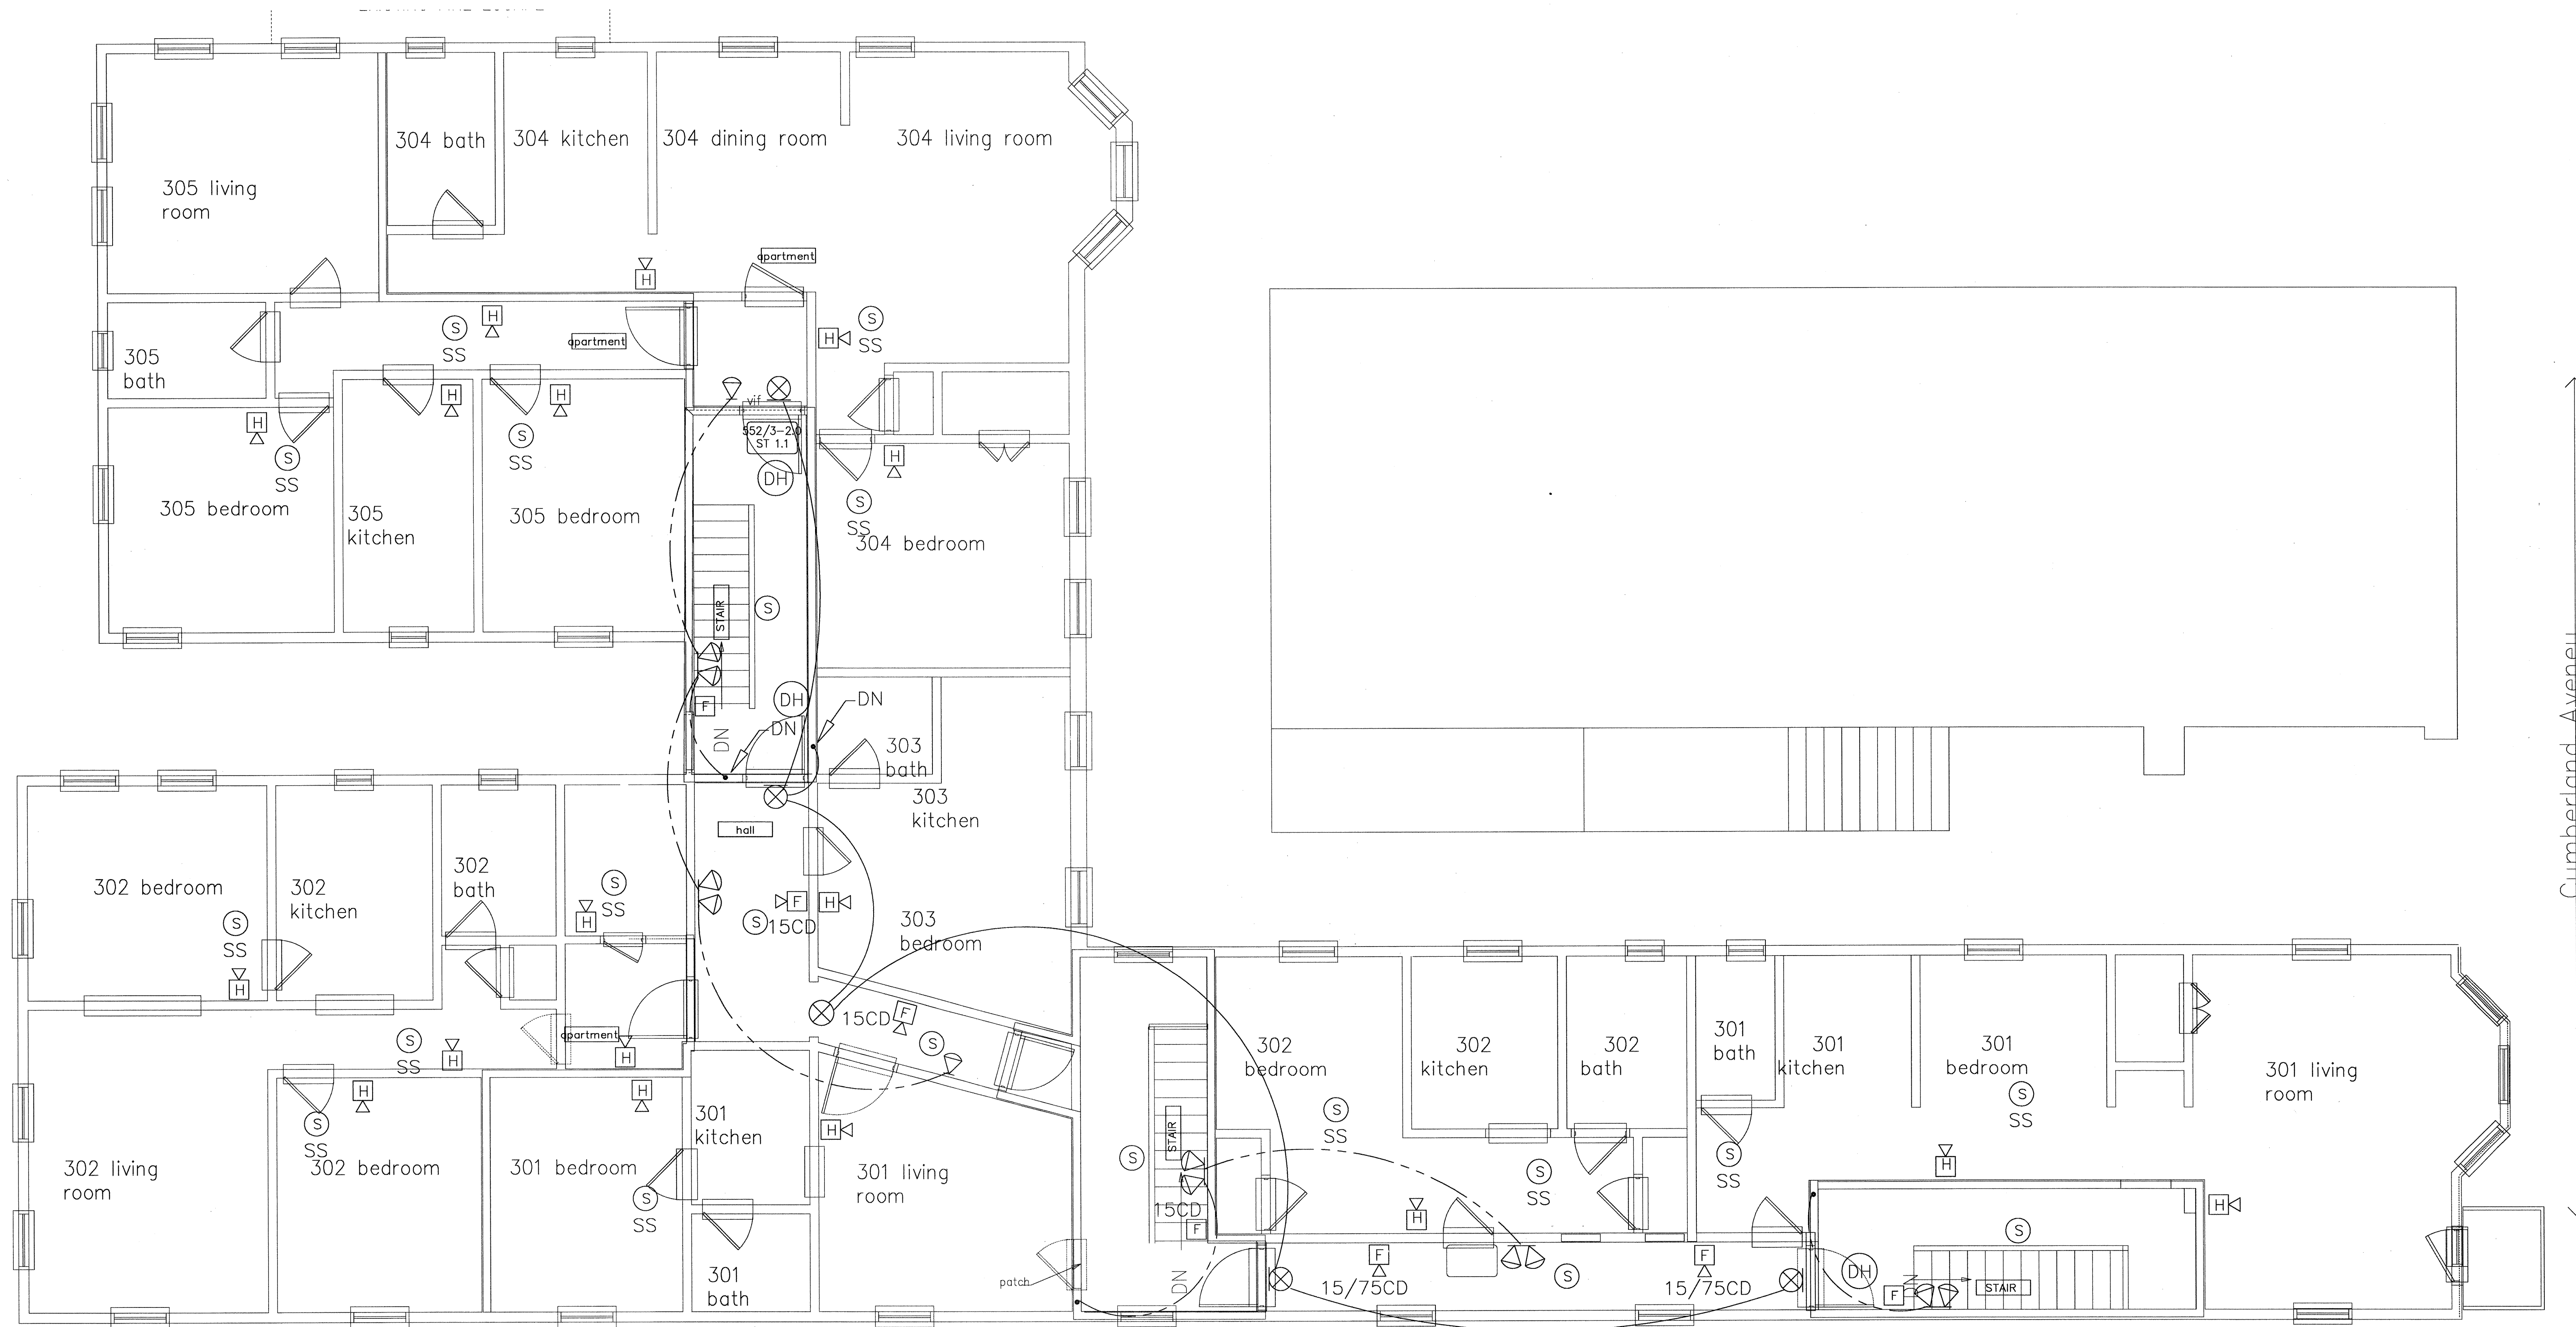 304 bath
304 kitchen
304 dining room
304 living room
305 living
room
apartment
H
H
S
SS
apartment
H
S
SS
305
bath
H
H
H
vif
552/3-2.0
ST 1.1
S
SS
S
SS
H
DH
S
SS
305 bedroom
305
kitchen
305 bedroom
304 bedroom
STAIR
S
F
DH
DN
DN
DN
303
bath
303
kitchen
hall
302 bedroom
302
kitchen
302
bath
S
SS
H
S
SS
H
S
F
15CD
H
303
bedroom
15CD
F
S
S
SS
H
apartment
H
H
H
S
SS
302 bedroom
302 living
room
301 bedroom
S
SS
301
kitchen
H
301 living
room
301
bath
patch
S
STAIR
15CD
F
DN
302
bedroom
S
SS
302
kitchen
302
bath
S
SS
H
301
bath
301
kitchen
301
bedroom
S
SS
S
SS
H
301 living
room
H
F
15/75CD
S
F
15/75CD
DH
S
F
STAIR